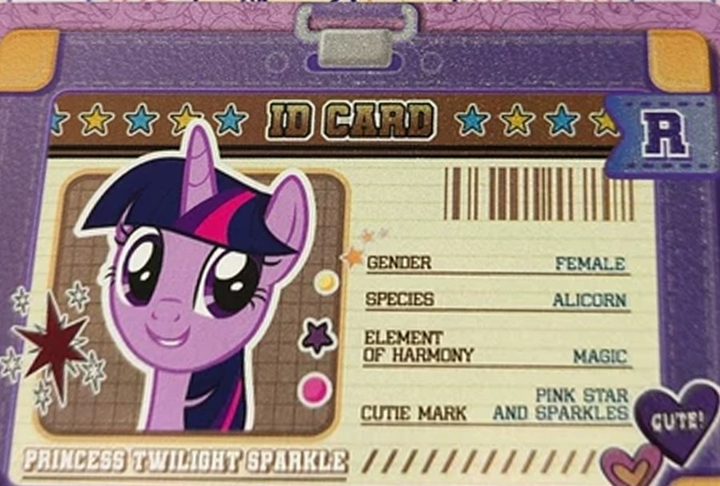 ID CARD
R
GENDER FEMALE
SPECIES ALICORN
ELEMENT
OF HARMONY MAGIC
CUTIE MARK PINK STAR
AND SPARKLES
CUTE!
PRINCESS TWILIGHT SPARKLE